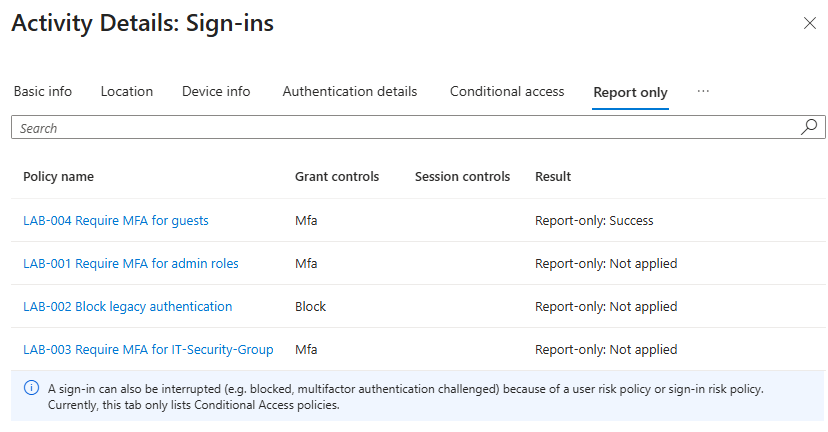 Activity Details: Sign-ins
Basic info Location Device info Authentication details Conditional access Report only ...
Search
Policy name Grant controls Session controls Result
LAB-004 Require MFA for guests Mfa Report-only: Success
LAB-001 Require MFA for admin roles Mfa Report-only: Not applied
LAB-002 Block legacy authentication Block Report-only: Not applied
LAB-003 Require MFA for IT-Security-Group Mfa Report-only: Not applied
A sign-in can also be interrupted (e.g. blocked, multifactor authentication challenged) because of a user risk policy or sign-in risk policy.
Currently, this tab only lists Conditional Access policies.